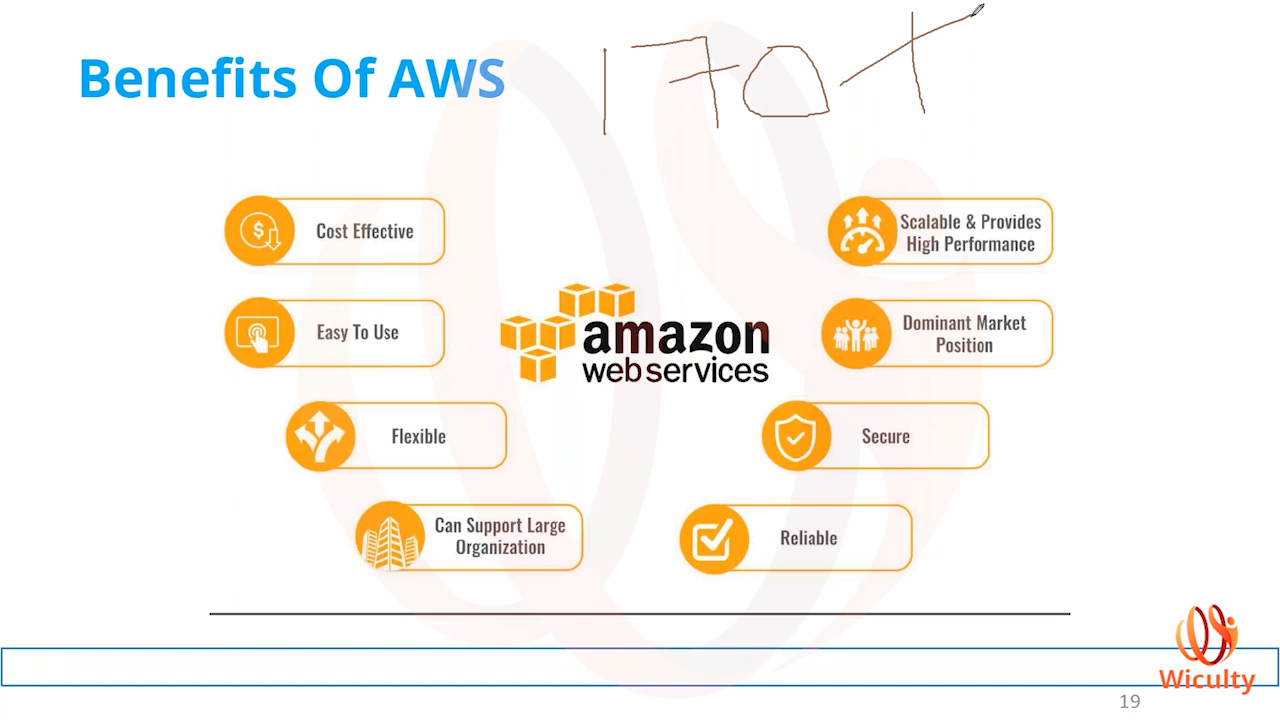 Benefits Of AWS
170+
Cost Effective
Scalable & Provides
High Performance
Easy To Use
Dominant Market
Position
amazon
webservices
Flexible
Secure
Can Support Large
Organization
Reliable
Wiculty
19